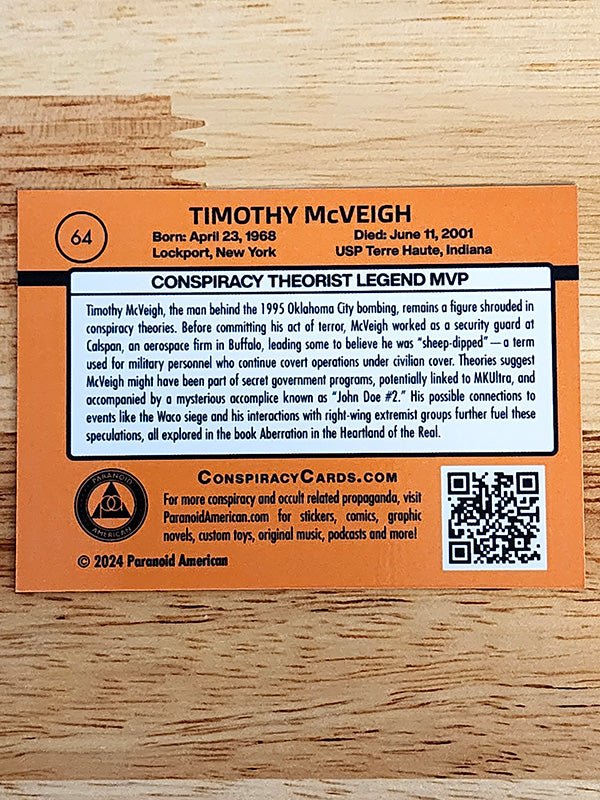 64
TIMOTHY McVEIGH
Born: April 23, 1968
Lockport, New York
Died: June 11, 2001
USP Terre Haute, Indiana
CONSPIRACY THEORIST LEGEND MVP
Timothy McVeigh, the man behind the 1995 Oklahoma City bombing, remains a figure shrouded in
conspiracy theories. Before committing his act of terror, McVeigh worked as a security guard at
Calspan, an aerospace firm in Buffalo, leading some to believe he was "sheep-dipped"—a term
used for military personnel who continue covert operations under civilian cover. Theories suggest
McVeigh might have been part of secret government programs, potentially linked to MKUltra, and
accompanied by a mysterious accomplice known as "John Doe #2." His possible connections to
events like the Waco siege and his interactions with right-wing extremist groups further fuel these
speculations, all explored in the book Aberration in the Heartland of the Real.
PARANOID
AMERICAN
CONSPIRACYCARDS.COM
For more conspiracy and occult related propaganda, visit
ParanoidAmerican.com for stickers, comics, graphic
novels, custom toys, original music, podcasts and more!
© 2024 Paranoid American